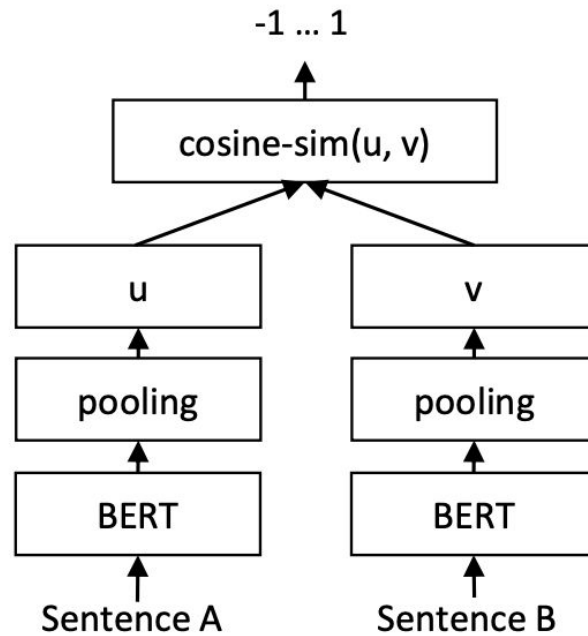 -1 ... 1
cosine-sim(u, v)
u
v
pooling
pooling
BERT
BERT
Sentence A
Sentence B